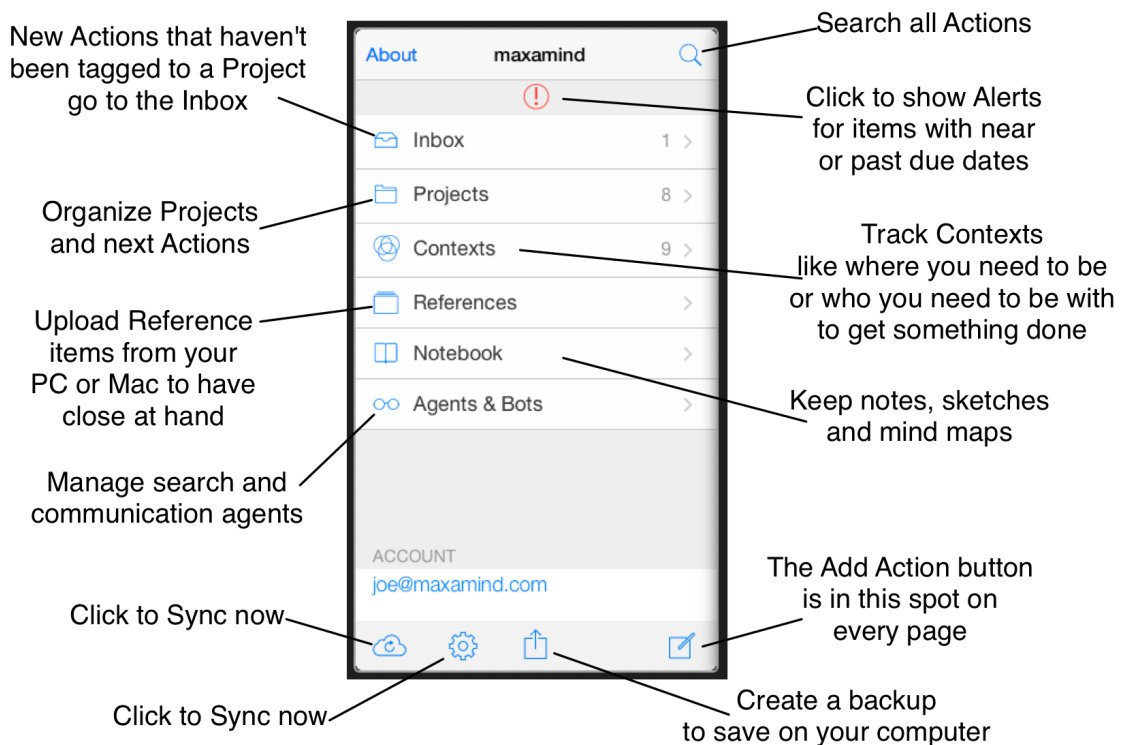 New Actions that haven't
been tagged to a Project
go to the Inbox
Search all Actions
About maxamind
Click to show Alerts
for items with near
or past due dates
Inbox 1
Projects 8
Organize Projects
and next Actions
Contexts 9
Track Contexts
like where you need to be
or who you need to be with
to get something done
References
Upload Reference
items from your
PC or Mac to have
close at hand
Notebook
Keep notes, sketches
and mind maps
Agents & Bots
Manage search and
communication agents
ACCOUNT
joe@maxamind.com
The Add Action button
is in this spot on
every page
Click to Sync now
Click to Sync now
Create a backup
to save on your computer